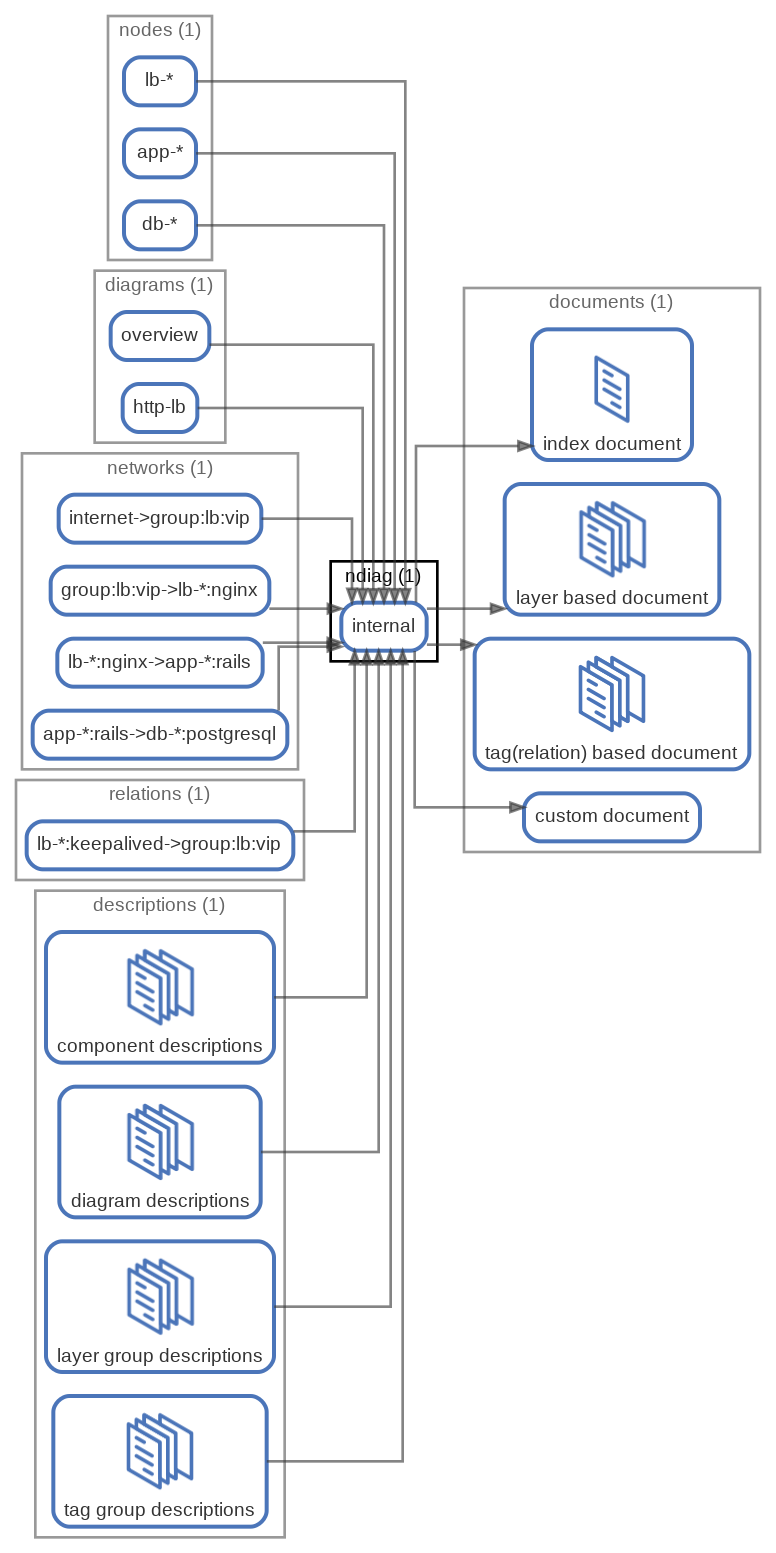 nodes (1)
lb-*
app-*
db-*
diagrams (1)
overview
http-lb
networks (1)
internet->group:lb:vip
group:lb:vip->lb-*:nginx
lb-*:nginx->app-*:rails
app-*:rails->db-*:postgresql
relations (1)
lb-*:keepalived->group:lb:vip
descriptions (1)
component descriptions
diagram descriptions
layer group descriptions
tag group descriptions
ndiag (1)
internal
documents (1)
index document
layer based document
tag(relation) based document
custom document